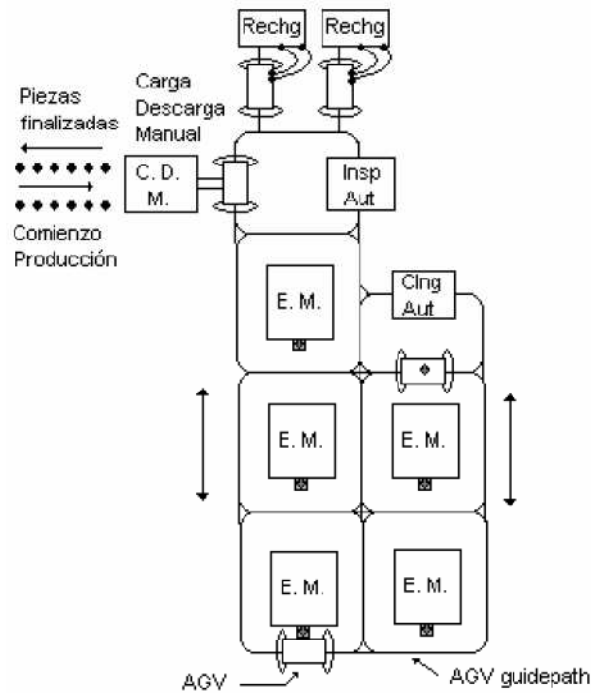 Rechg
Rechg
Carga
Descarga
Manual
Piezas
finalizadas
C. D.
M.
Insp
Aut
Comienzo
Producción
E. M.
Clng
Aut
E. M.
E. M.
E. M.
E. M.
AGV
AGV guidepath